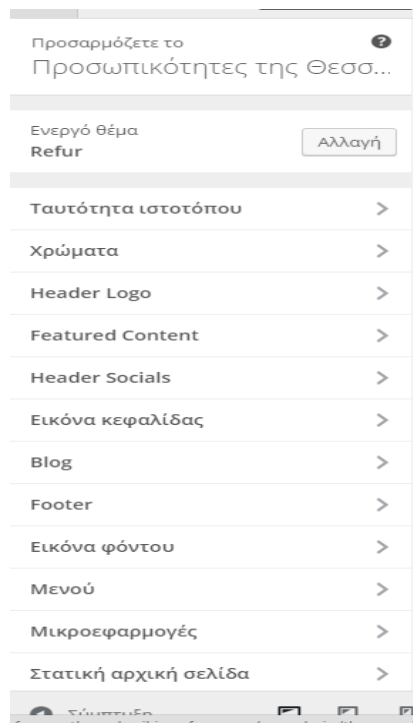 Προσαρμόζετε το
Προσωπικότητες της Θεσσ...
Ενεργό θέμα
Refur
Αλλαγή
Ταυτότητα ιστοτόπου
Χρώματα
Header Logo
Featured Content
Header Socials
Εικόνα κεφαλίδας
Blog
Footer
Εικόνα φόντου
Μενού
Μικροεφαρμογές
Στατική αρχική σελίδα
Σύμπτυξη